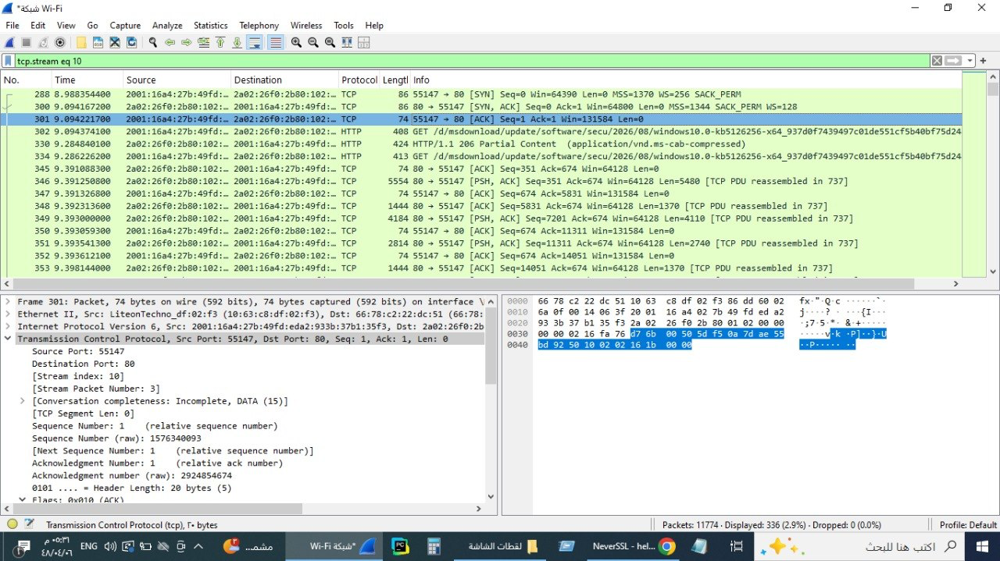 *شبكة Wi-Fi
File Edit View Go Capture Analyze Statistics Telephony Wireless Tools Help
tcp.stream eq 10
No. Time Source Destination Protocol Length Info
288 8.988354400 2001:16a4:27b:49fd:… 2a02:26f0:2b80:102:… TCP 86 55147 → 80 [SYN] Seq=0 Win=64390 Len=0 MSS=1370 WS=256 SACK_PERM
300 9.094167200 2a02:26f0:2b80:102:… 2001:16a4:27b:49fd:… TCP 86 80 → 55147 [SYN, ACK] Seq=0 Ack=1 Win=64800 Len=0 MSS=1344 SACK_PERM WS=128
301 9.094221700 2001:16a4:27b:49fd:… 2a02:26f0:2b80:102:… TCP 74 55147 → 80 [ACK] Seq=1 Ack=1 Win=131584 Len=0
302 9.094374100 2001:16a4:27b:49fd:… 2a02:26f0:2b80:102:… HTTP 408 GET /d/msdownload/update/software/secu/2026/08/windows10.0-kb5126256-x64_937d0f7439497c01de551cf5b40bf75d24
330 9.284840100 2a02:26f0:2b80:102:… 2001:16a4:27b:49fd:… HTTP 424 HTTP/1.1 206 Partial Content (application/vnd.ms-cab-compressed)
334 9.286226200 2001:16a4:27b:49fd:… 2a02:26f0:2b80:102:… HTTP 413 GET /d/msdownload/update/software/secu/2026/08/windows10.0-kb5126256-x64_937d0f7439497c01de551cf5b40bf75d24
345 9.391088300 2a02:26f0:2b80:102:… 2001:16a4:27b:49fd:… TCP 74 80 → 55147 [ACK] Seq=351 Ack=674 Win=64128 Len=0
346 9.391250800 2a02:26f0:2b80:102:… 2001:16a4:27b:49fd:… TCP 5554 80 → 55147 [PSH, ACK] Seq=351 Ack=674 Win=64128 Len=5480 [TCP PDU reassembled in 737]
347 9.391326800 2001:16a4:27b:49fd:… 2a02:26f0:2b80:102:… TCP 74 55147 → 80 [ACK] Seq=674 Ack=5831 Win=131584 Len=0
348 9.392313600 2a02:26f0:2b80:102:… 2001:16a4:27b:49fd:… TCP 1444 80 → 55147 [ACK] Seq=5831 Ack=674 Win=64128 Len=1370 [TCP PDU reassembled in 737]
349 9.393000000 2a02:26f0:2b80:102:… 2001:16a4:27b:49fd:… TCP 4184 80 → 55147 [PSH, ACK] Seq=7201 Ack=674 Win=64128 Len=4110 [TCP PDU reassembled in 737]
350 9.393059300 2001:16a4:27b:49fd:… 2a02:26f0:2b80:102:… TCP 74 55147 → 80 [ACK] Seq=674 Ack=11311 Win=131584 Len=0
351 9.393541300 2a02:26f0:2b80:102:… 2001:16a4:27b:49fd:… TCP 2814 80 → 55147 [PSH, ACK] Seq=11311 Ack=674 Win=64128 Len=2740 [TCP PDU reassembled in 737]
352 9.393612100 2001:16a4:27b:49fd:… 2a02:26f0:2b80:102:… TCP 74 55147 → 80 [ACK] Seq=674 Ack=14051 Win=131584 Len=0
353 9.398144000 2a02:26f0:2b80:102:… 2001:16a4:27b:49fd:… TCP 1444 80 → 55147 [ACK] Seq=14051 Ack=674 Win=64128 Len=1370 [TCP PDU reassembled in 737]
Frame 301: Packet, 74 bytes on wire (592 bits), 74 bytes captured (592 bits) on interface \
Ethernet II, Src: LiteonTechno_df:02:f3 (10:63:c8:df:02:f3), Dst: 66:78:c2:22:dc:51 (66:78:
Internet Protocol Version 6, Src: 2001:16a4:27b:49fd:eda2:933b:37b1:35f3, Dst: 2a02:26f0:2b
Transmission Control Protocol, Src Port: 55147, Dst Port: 80, Seq: 1, Ack: 1, Len: 0
Source Port: 55147
Destination Port: 80
[Stream index: 10]
[Stream Packet Number: 3]
[Conversation completeness: Incomplete, DATA (15)]
[TCP Segment Len: 0]
Sequence Number: 1 (relative sequence number)
Sequence Number (raw): 1576340093
[Next Sequence Number: 1 (relative sequence number)]
Acknowledgment Number: 1 (relative ack number)
Acknowledgment number (raw): 2924854674
0101 .... = Header Length: 20 bytes (5)
Flags: 0x010 (ACK)
0000 66 78 c2 22 dc 51 10 63 c8 df 02 f3 86 dd 60 02 fx·"·Q·c ······`·
0010 6a 0f 00 14 06 3f 20 01 16 a4 02 7b 49 fd ed a2 j····? · ···{I···
0020 93 3b 37 b1 35 f3 2a 02 26 f0 2b 80 01 02 00 00 ·;7·5·*· &·+·····
0030 00 00 02 16 fa 76 d7 6b 00 50 5d f5 0a 7d ae 55 ·····v·k ·P]··}·U
0040 bd 92 50 10 02 02 16 1b 00 00 ··P····· ··
Transmission Control Protocol (tcp), ٢٠ bytes
Packets: 11774 · Displayed: 336 (2.9%) · Dropped: 0 (0.0%)
Profile: Default
ENG
مشمـ...
*شبكة Wi-Fi
لقطات الشاشة
NeverSSL - hel...
اكتب هنا للبحث